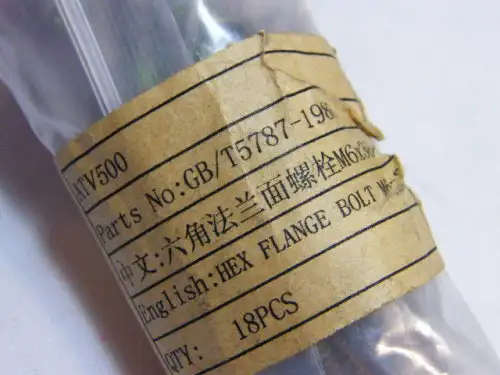 ATV500
Parts No:GB/T5787-198
中文:六角法兰面螺栓M6x
English:HEX FLANGE BOLT
QTY: 18PCS